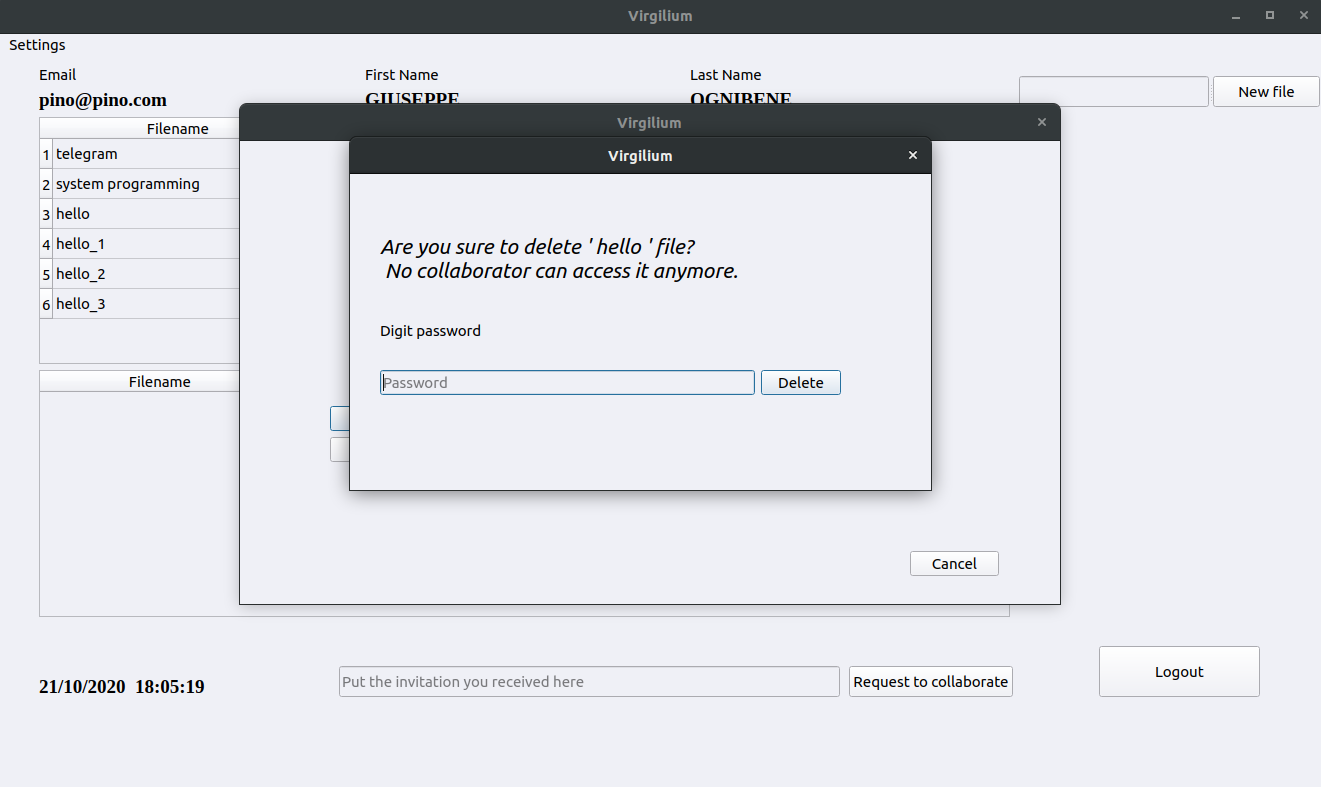 Virgilium
Settings
Email
First Name
Last Name
pino@pino.com
GIUSEPPE
OGNIBENE
New file
Virgilium
Filename
Virgilium
1 telegram
2 system programming
3 hello
4 hello_1
5 hello_2
6 hello_3
Are you sure to delete ' hello ' file?
No collaborator can access it anymore.
Digit password
Password
Delete
Filename
Cancel
21/10/2020 18:05:19
Put the invitation you received here
Request to collaborate
Logout